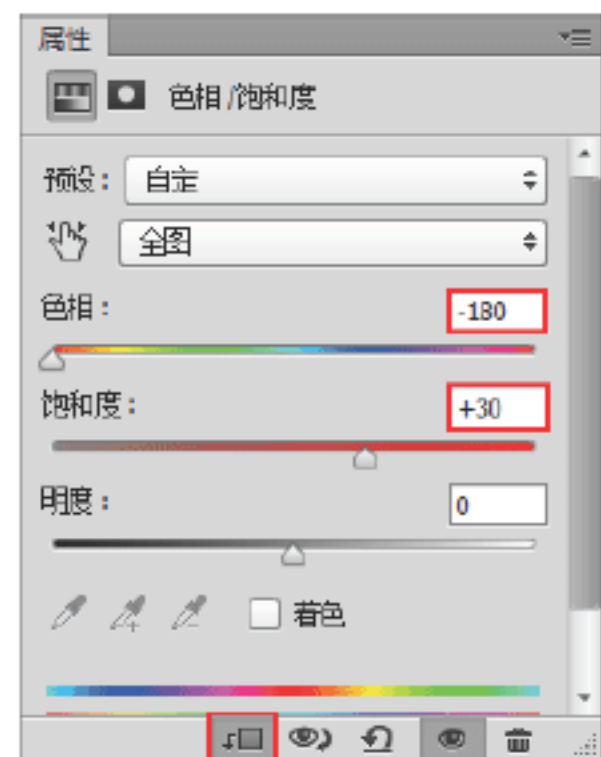 属性
色相/饱和度
预设： 自定
全图
色相： -180
饱和度： +30
明度： 0
着色